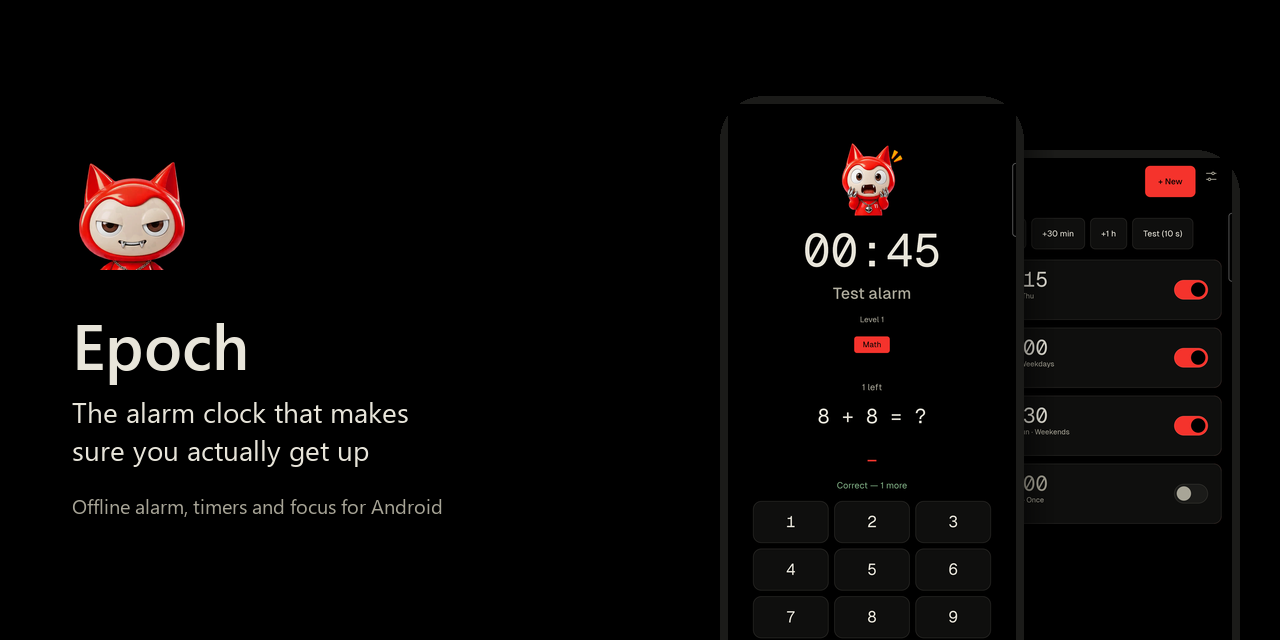 Epoch
The alarm clock that makes
sure you actually get up
Offline alarm, timers and focus for Android
00:45
Test alarm
Level 1
Math
1 left
8 + 8 = ?
_
Correct — 1 more
1 2 3
4 5 6
7 8 9
+ New
+30 min +1 h Test (10 s)
15
Thu
00
Weekdays
30
· Weekends
00
Once